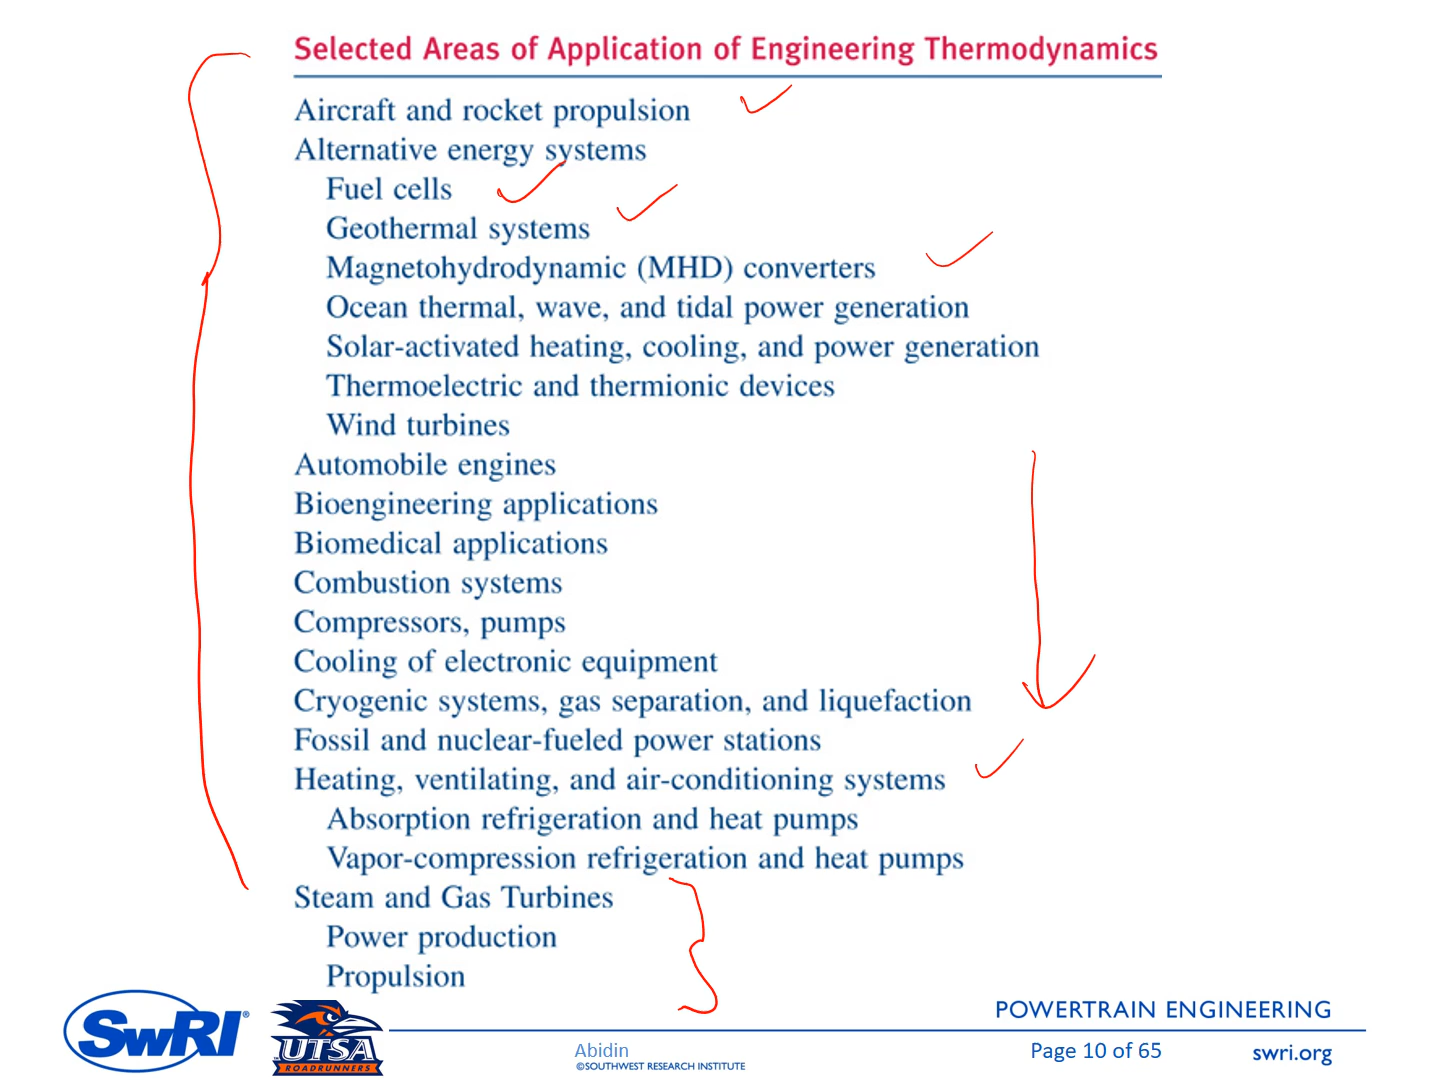 Selected Areas of Application of Engineering Thermodynamics
Aircraft and rocket propulsion
Alternative energy systems
Fuel cells
Geothermal systems
Magnetohydrodynamic (MHD) converters
Ocean thermal, wave, and tidal power generation
Solar-activated heating, cooling, and power generation
Thermoelectric and thermionic devices
Wind turbines
Automobile engines
Bioengineering applications
Biomedical applications
Combustion systems
Compressors, pumps
Cooling of electronic equipment
Cryogenic systems, gas separation, and liquefaction
Fossil and nuclear-fueled power stations
Heating, ventilating, and air-conditioning systems
Absorption refrigeration and heat pumps
Vapor-compression refrigeration and heat pumps
Steam and Gas Turbines
Power production
Propulsion
SwRI®
UTSA
ROADRUNNERS
Abidin
©SOUTHWEST RESEARCH INSTITUTE
POWERTRAIN ENGINEERING
Page 10 of 65
swri.org